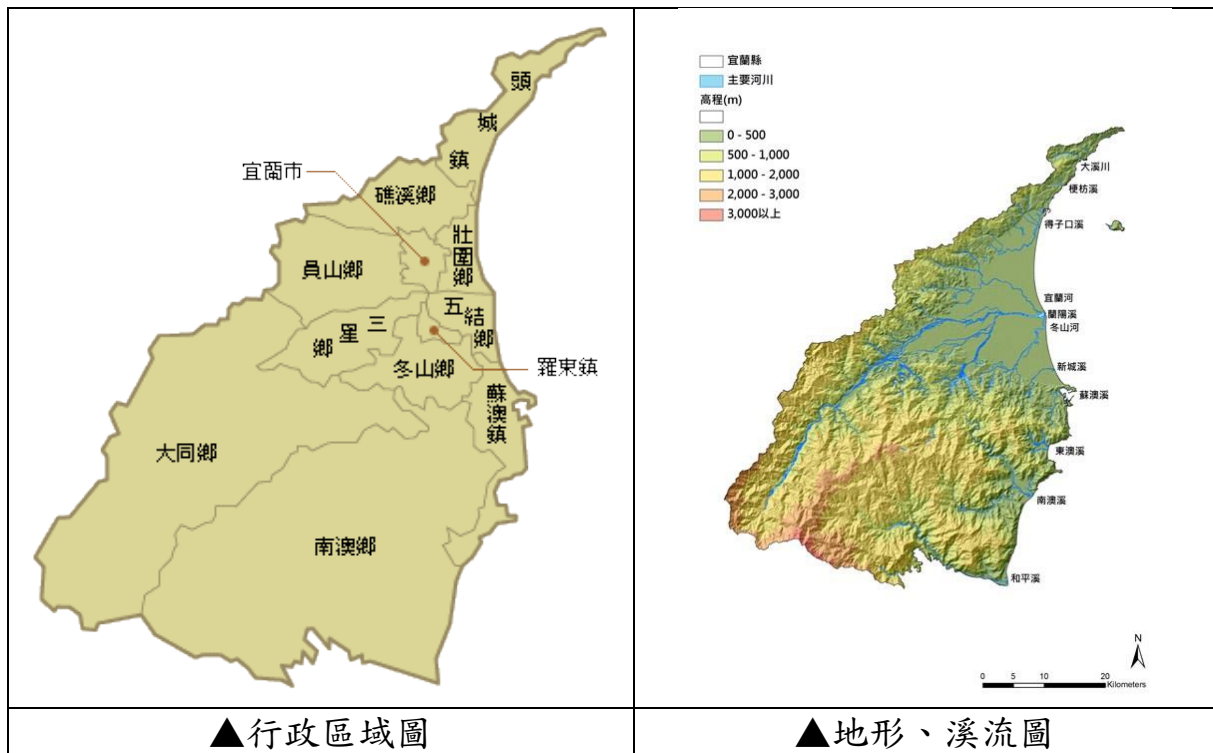 頭
城
鎮
宜蘭市
礁溪鄉
壯圍鄉
員山鄉
五結鄉
三星鄉
羅東鎮
冬山鄉
蘇澳鎮
大同鄉
南澳鄉
▲行政區域圖
宜蘭縣
主要河川
高程(m)
0 - 500
500 - 1,000
1,000 - 2,000
2,000 - 3,000
3,000以上
大溪川
梗枋溪
得子口溪
宜蘭河
蘭陽溪
冬山河
新城溪
蘇澳溪
東澳溪
南澳溪
和平溪
N
0 5 10 20
Kilometers
▲地形、溪流圖